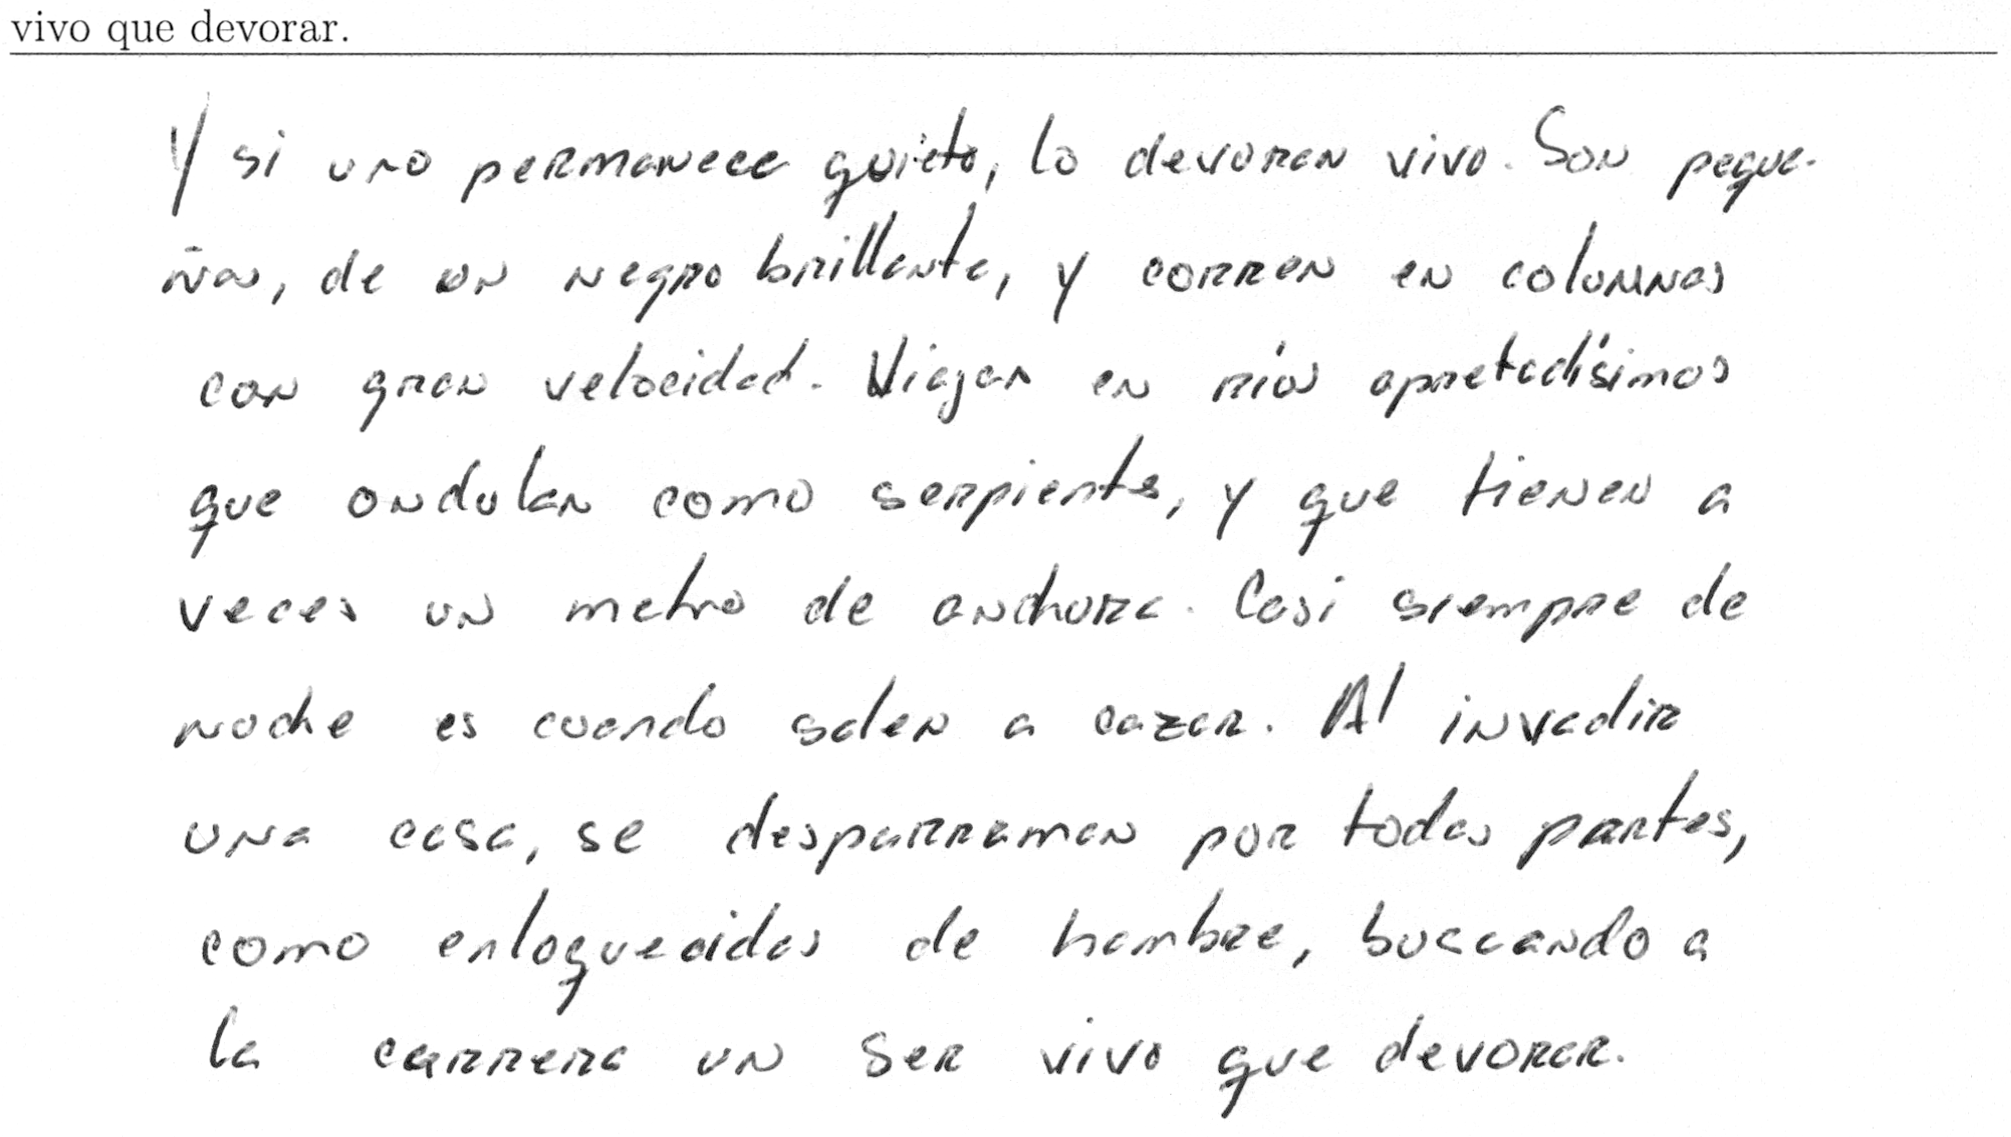 vivo que devorar.
Y si uno permanece quieto, lo devoran vivo. Son peque-
ñas, de un negro brillante, y corren en columnas
con gran velocidad. Viajan en ríos apretadísimos
que ondulan como serpientes, y que tienen a
veces un metro de anchura. Casi siempre de
noche es cuando salen a cazar. Al invadir
una casa, se desparraman por todas partes,
como enloquecidas de hambre, buscando a
la carrera un ser vivo que devorar.